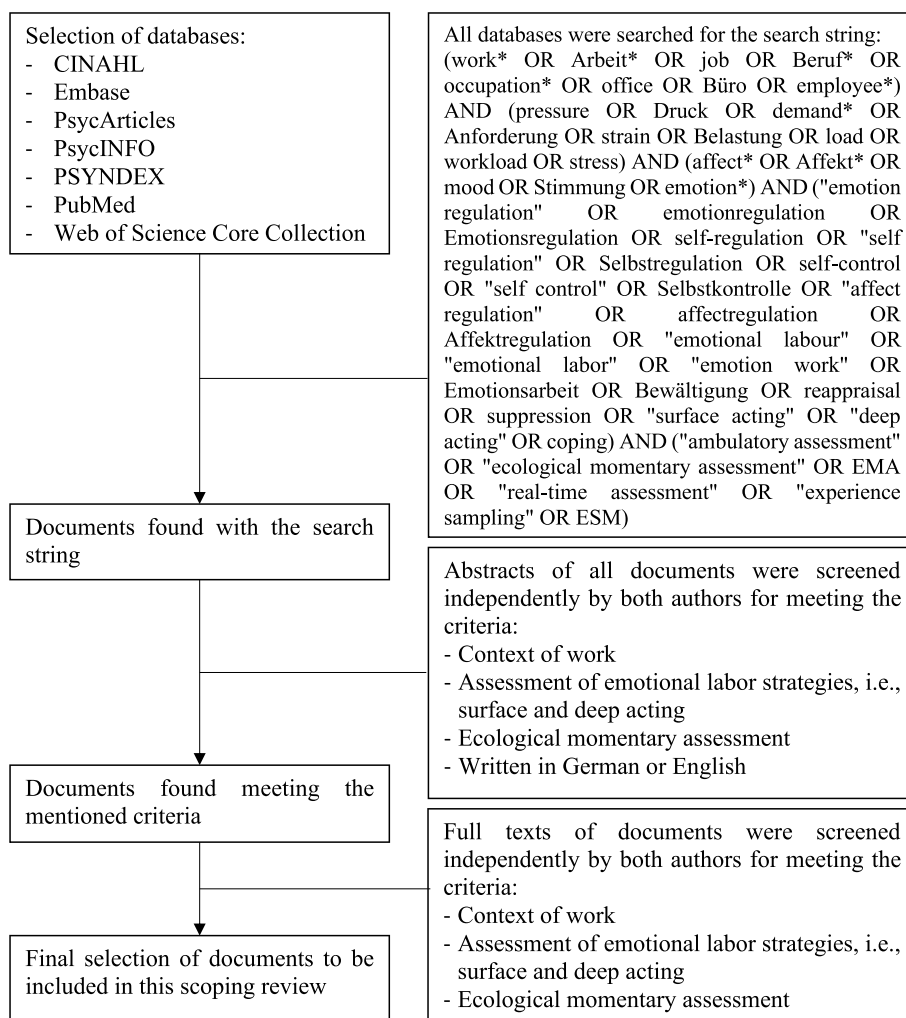 Selection of databases:
- CINAHL
- Embase
- PsycArticles
- PsycINFO
- PSYNDEX
- PubMed
- Web of Science Core Collection
All databases were searched for the search string:
(work* OR Arbeit* OR job OR Beruf* OR
occupation* OR office OR Büro OR employee*)
AND (pressure OR Druck OR demand* OR
Anforderung OR strain OR Belastung OR load OR
workload OR stress) AND (affect* OR Affekt* OR
mood OR Stimmung OR emotion*) AND ("emotion
regulation" OR emotionregulation OR
Emotionsregulation OR self-regulation OR "self
regulation" OR Selbstregulation OR self-control
OR "self control" OR Selbstkontrolle OR "affect
regulation" OR affectregulation OR
Affektregulation OR "emotional labour" OR
"emotional labor" OR "emotion work" OR
Emotionsarbeit OR Bewältigung OR reappraisal
OR suppression OR "surface acting" OR "deep
acting" OR coping) AND ("ambulatory assessment"
OR "ecological momentary assessment" OR EMA
OR "real-time assessment" OR "experience
sampling" OR ESM)
Documents found with the search
string
Abstracts of all documents were screened
independently by both authors for meeting the
criteria:
- Context of work
- Assessment of emotional labor strategies, i.e.,
surface and deep acting
- Ecological momentary assessment
- Written in German or English
Documents found meeting the
mentioned criteria
Full texts of documents were screened
independently by both authors for meeting the
criteria:
- Context of work
- Assessment of emotional labor strategies, i.e.,
surface and deep acting
- Ecological momentary assessment
Final selection of documents to be
included in this scoping review